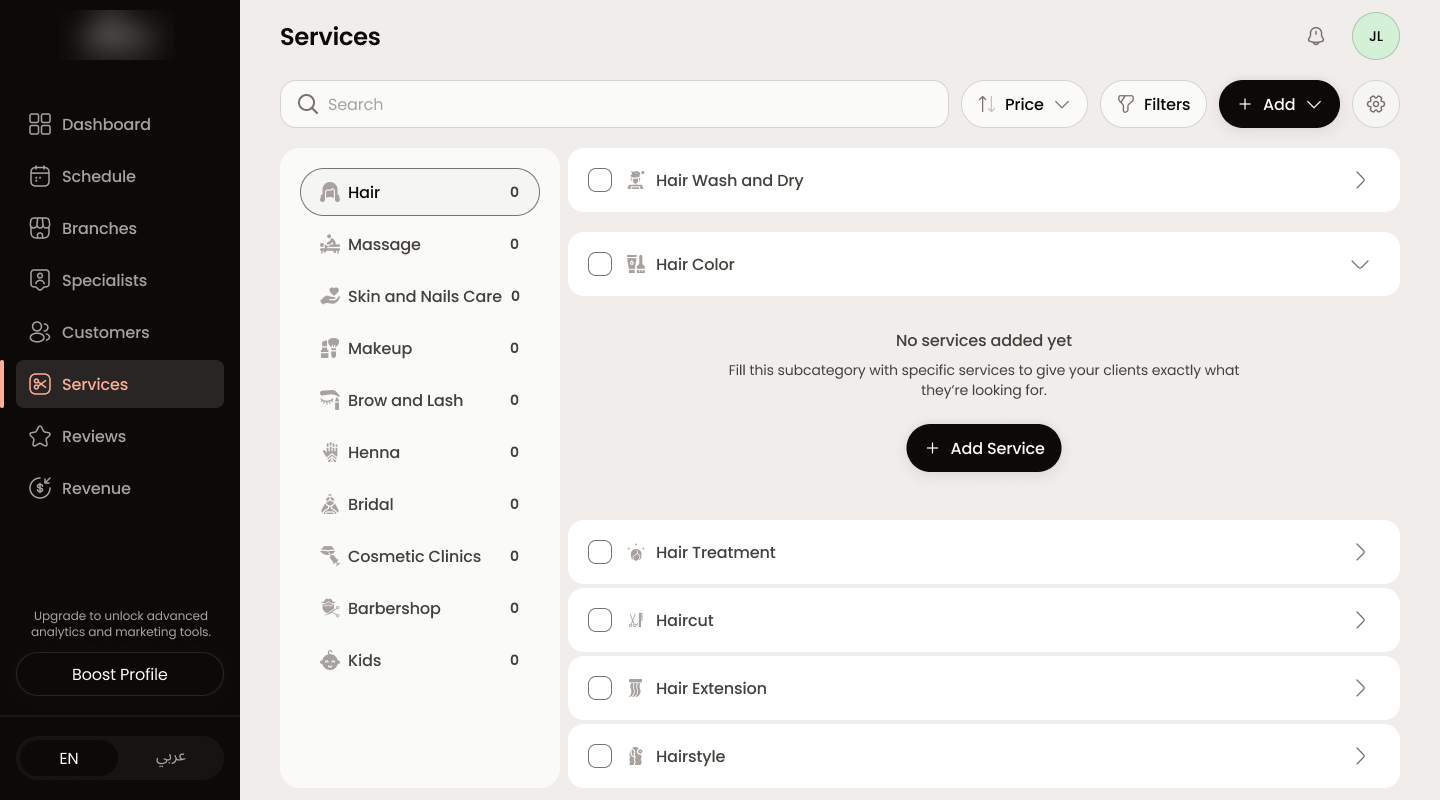 Services
JL
Dashboard
Schedule
Branches
Specialists
Customers
Services
Reviews
Revenue
Upgrade to unlock advanced
analytics and marketing tools.
Boost Profile
EN
عربي
Search
Price
Filters
+ Add
Hair 0
Massage 0
Skin and Nails Care 0
Makeup 0
Brow and Lash 0
Henna 0
Bridal 0
Cosmetic Clinics 0
Barbershop 0
Kids 0
Hair Wash and Dry
Hair Color
No services added yet
Fill this subcategory with specific services to give your clients exactly what
they’re looking for.
+ Add Service
Hair Treatment
Haircut
Hair Extension
Hairstyle